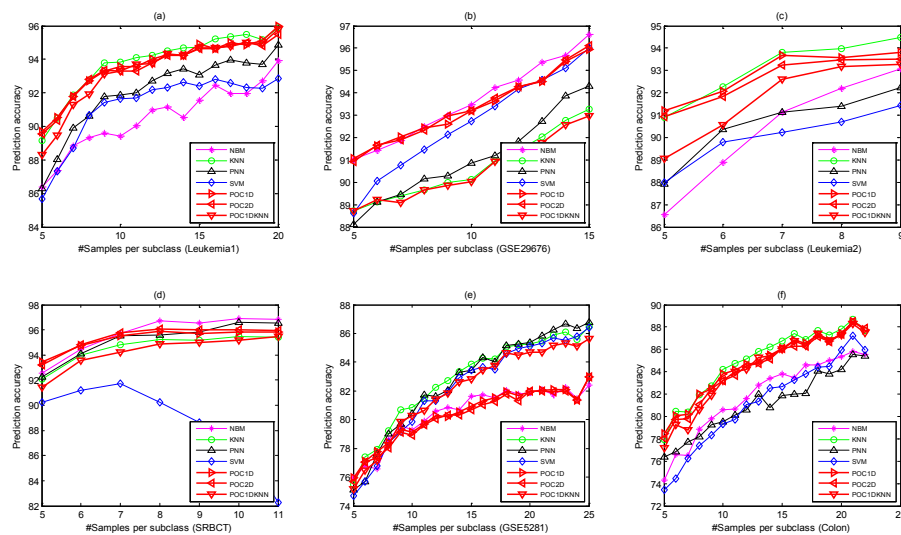 (a)
Prediction accuracy
96
94
92
90
88
86
84
5
10
15
20
#Samples per subclass (Leukemia1)
NBM
KNN
PNN
SVM
POC1D
POC2D
POC1DKNN
(b)
Prediction accuracy
97
96
95
94
93
92
91
90
89
88
5
10
15
#Samples per subclass (GSE29676)
NBM
KNN
PNN
SVM
POC1D
POC2D
POC1DKNN
(c)
Prediction accuracy
95
94
93
92
91
90
89
88
87
86
5
6
7
8
9
#Samples per subclass (Leukemia2)
NBM
KNN
PNN
SVM
POC1D
POC2D
POC1DKNN
(d)
Prediction accuracy
98
96
94
92
90
88
86
84
82
5
6
7
8
9
10
11
#Samples per subclass (SRBCT)
NBM
KNN
PNN
SVM
POC1D
POC2D
POC1DKNN
(e)
Prediction accuracy
88
86
84
82
80
78
76
74
5
10
15
20
25
#Samples per subclass (GSE5281)
NBM
KNN
PNN
SVM
POC1D
POC2D
POC1DKNN
(f)
Prediction accuracy
90
88
86
84
82
80
78
76
74
72
5
10
15
20
#Samples per subclass (Colon)
NBM
KNN
PNN
SVM
POC1D
POC2D
POC1DKNN